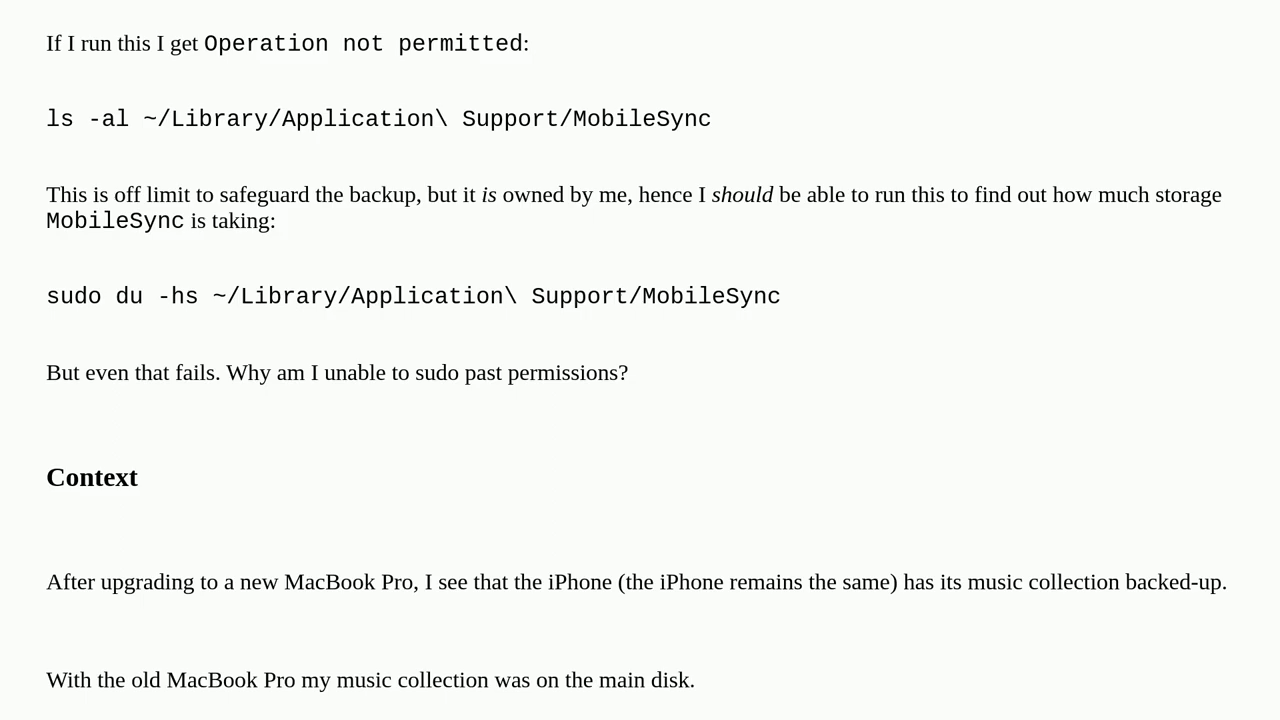 If I run this I get Operation not permitted:
ls -al ~/Library/Application\ Support/MobileSync
This is off limit to safeguard the backup, but it is owned by me, hence I should be able to run this to find out how much storage
MobileSync is taking:
sudo du -hs ~/Library/Application\ Support/MobileSync
But even that fails. Why am I unable to sudo past permissions?
Context
After upgrading to a new MacBook Pro, I see that the iPhone (the iPhone remains the same) has its music collection backed-up.
With the old MacBook Pro my music collection was on the main disk.